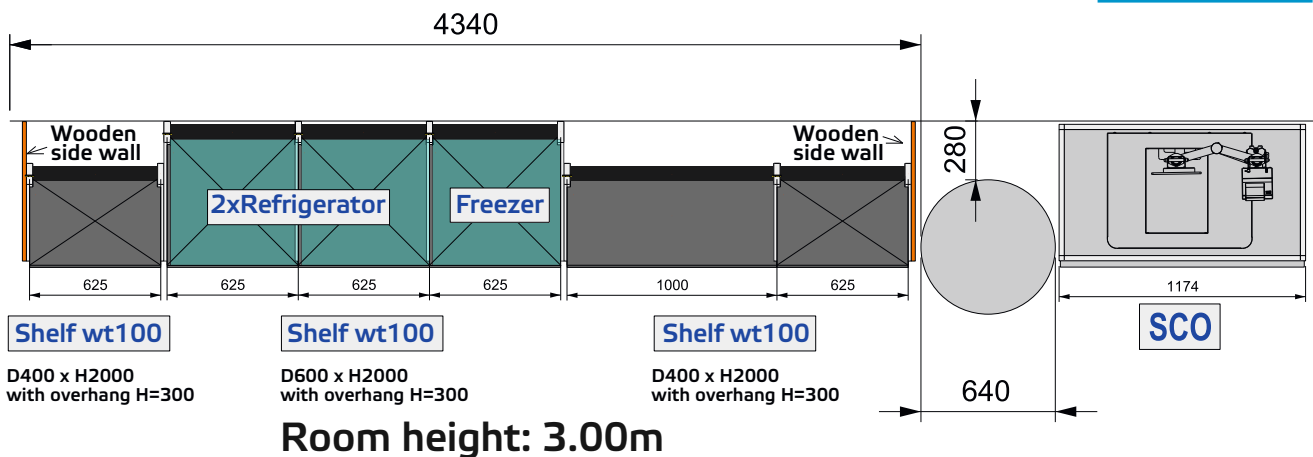 4340
Wooden
side wall
Wooden
side wall
280
2xRefrigerator
Freezer
625
625
625
625
1000
625
1174
Shelf wt100
Shelf wt100
Shelf wt100
SCO
D400 x H2000
with overhang H=300
D600 x H2000
with overhang H=300
D400 x H2000
with overhang H=300
640
Room height: 3.00m